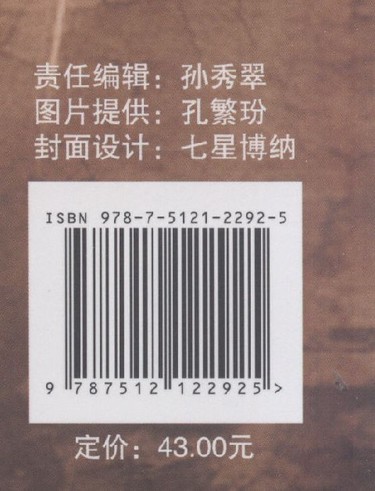 责任编辑：孙秀翠
图片提供：孔繁玢
封面设计：七星博纳
ISBN 978-7-5121-2292-5
9 787512 122925 >
定价：43.00元